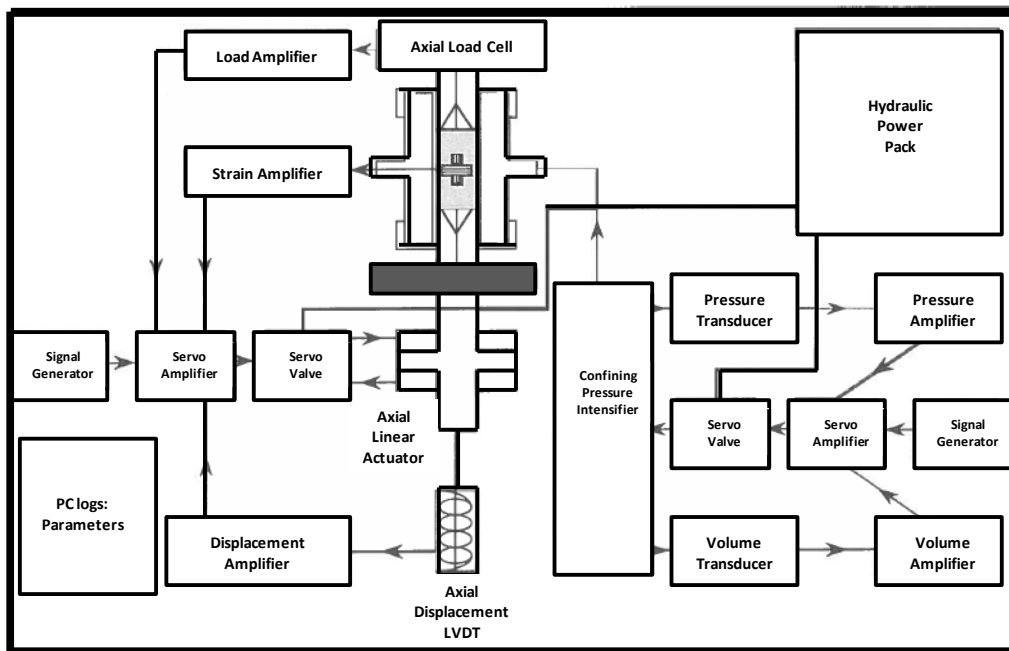 Load Amplifier
Axial Load Cell
Hydraulic
Power
Pack
Strain Amplifier
Pressure
Transducer
Pressure
Amplifier
Signal
Generator
Servo
Amplifier
Servo
Valve
Confining
Pressure
Intensifier
Axial
Linear
Actuator
Servo
Valve
Servo
Amplifier
Signal
Generator
PC logs:
Parameters
Displacement
Amplifier
Volume
Transducer
Volume
Amplifier
Axial
Displacement
LVDT